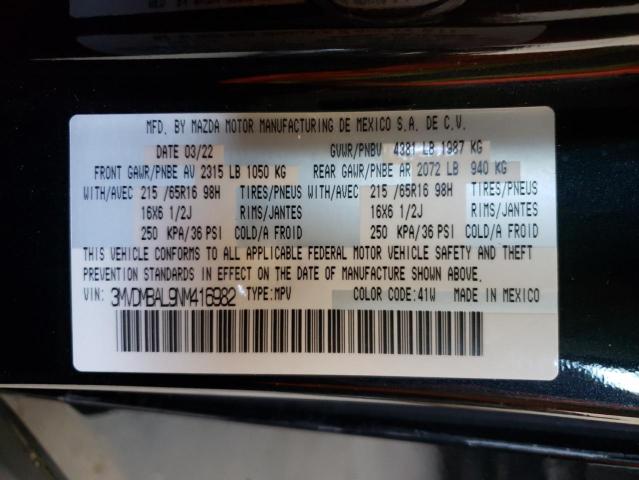 MFD. BY MAZDA MOTOR MANUFACTURING DE MEXICO S.A. DE C.V.
DATE 03/22 GVWR/PNBV 4381 LB 1987 KG
FRONT GAWR/PNBE AV 2315 LB 1050 KG REAR GAWR/PNBE AR 2072 LB 940 KG
WITH/AVEC 215 /65R16 98H TIRES/PNEUS WITH/AVEC 215 /65R16 98H TIRES/PNEUS
16X6 1/2J RIMS/JANTES 16X6 1/2J RIMS/JANTES
250 KPA/36 PSI COLD/A FROID 250 KPA/36 PSI COLD/A FROID
THIS VEHICLE CONFORMS TO ALL APPLICABLE FEDERAL MOTOR VEHICLE SAFETY AND THEFT
PREVENTION STANDARDS IN EFFECT ON THE DATE OF MANUFACTURE SHOWN ABOVE.
VIN: 3MVDMBAL9NM416982 TYPE:MPV COLOR CODE:41W MADE IN MEXICO